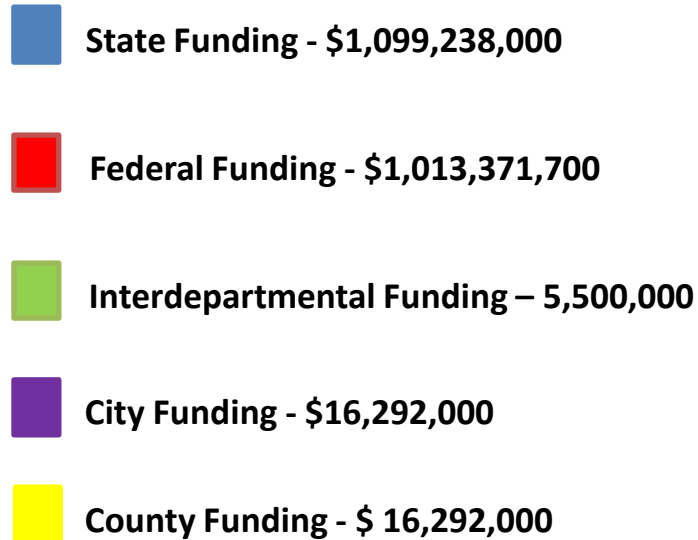 State Funding - $1,099,238,000
Federal Funding - $1,013,371,700
Interdepartmental Funding – 5,500,000
City Funding - $16,292,000
County Funding - $ 16,292,000